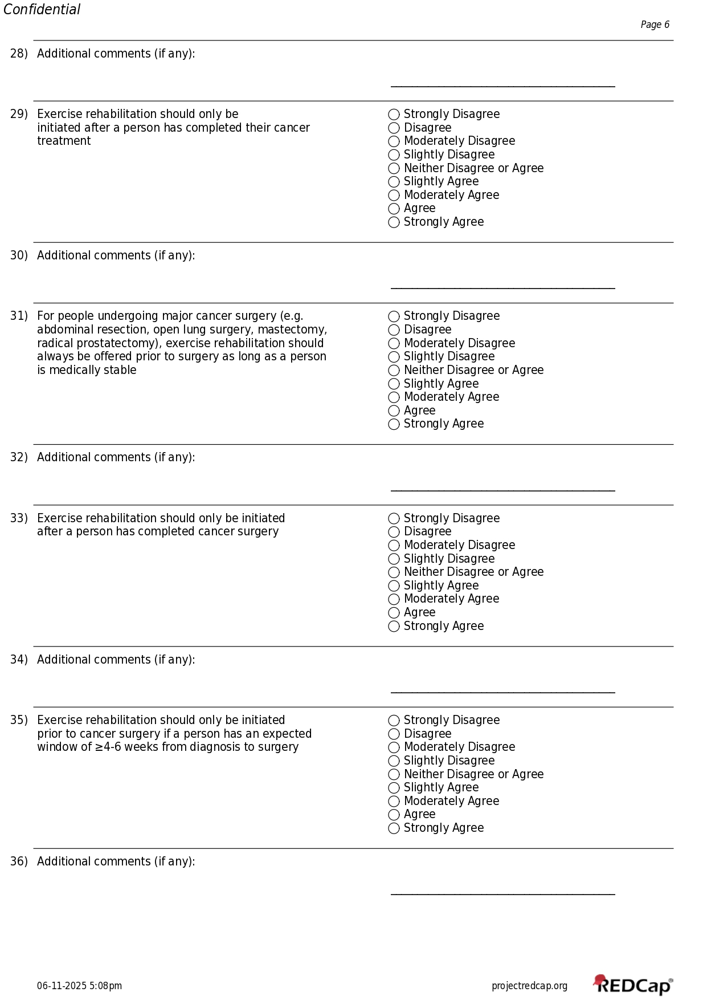 Confidential
Page 6
28) Additional comments (if any):
29) Exercise rehabilitation should only be
initiated after a person has completed their cancer
treatment
Strongly Disagree
Disagree
Moderately Disagree
Slightly Disagree
Neither Disagree or Agree
Slightly Agree
Moderately Agree
Agree
Strongly Agree
30) Additional comments (if any):
31) For people undergoing major cancer surgery (e.g.
abdominal resection, open lung surgery, mastectomy,
radical prostatectomy), exercise rehabilitation should
always be offered prior to surgery as long as a person
is medically stable
Strongly Disagree
Disagree
Moderately Disagree
Slightly Disagree
Neither Disagree or Agree
Slightly Agree
Moderately Agree
Agree
Strongly Agree
32) Additional comments (if any):
33) Exercise rehabilitation should only be initiated
after a person has completed cancer surgery
Strongly Disagree
Disagree
Moderately Disagree
Slightly Disagree
Neither Disagree or Agree
Slightly Agree
Moderately Agree
Agree
Strongly Agree
34) Additional comments (if any):
35) Exercise rehabilitation should only be initiated
prior to cancer surgery if a person has an expected
window of ≥4-6 weeks from diagnosis to surgery
Strongly Disagree
Disagree
Moderately Disagree
Slightly Disagree
Neither Disagree or Agree
Slightly Agree
Moderately Agree
Agree
Strongly Agree
36) Additional comments (if any):
06-11-2025 5:08pm
projectredcap.org
REDCap®